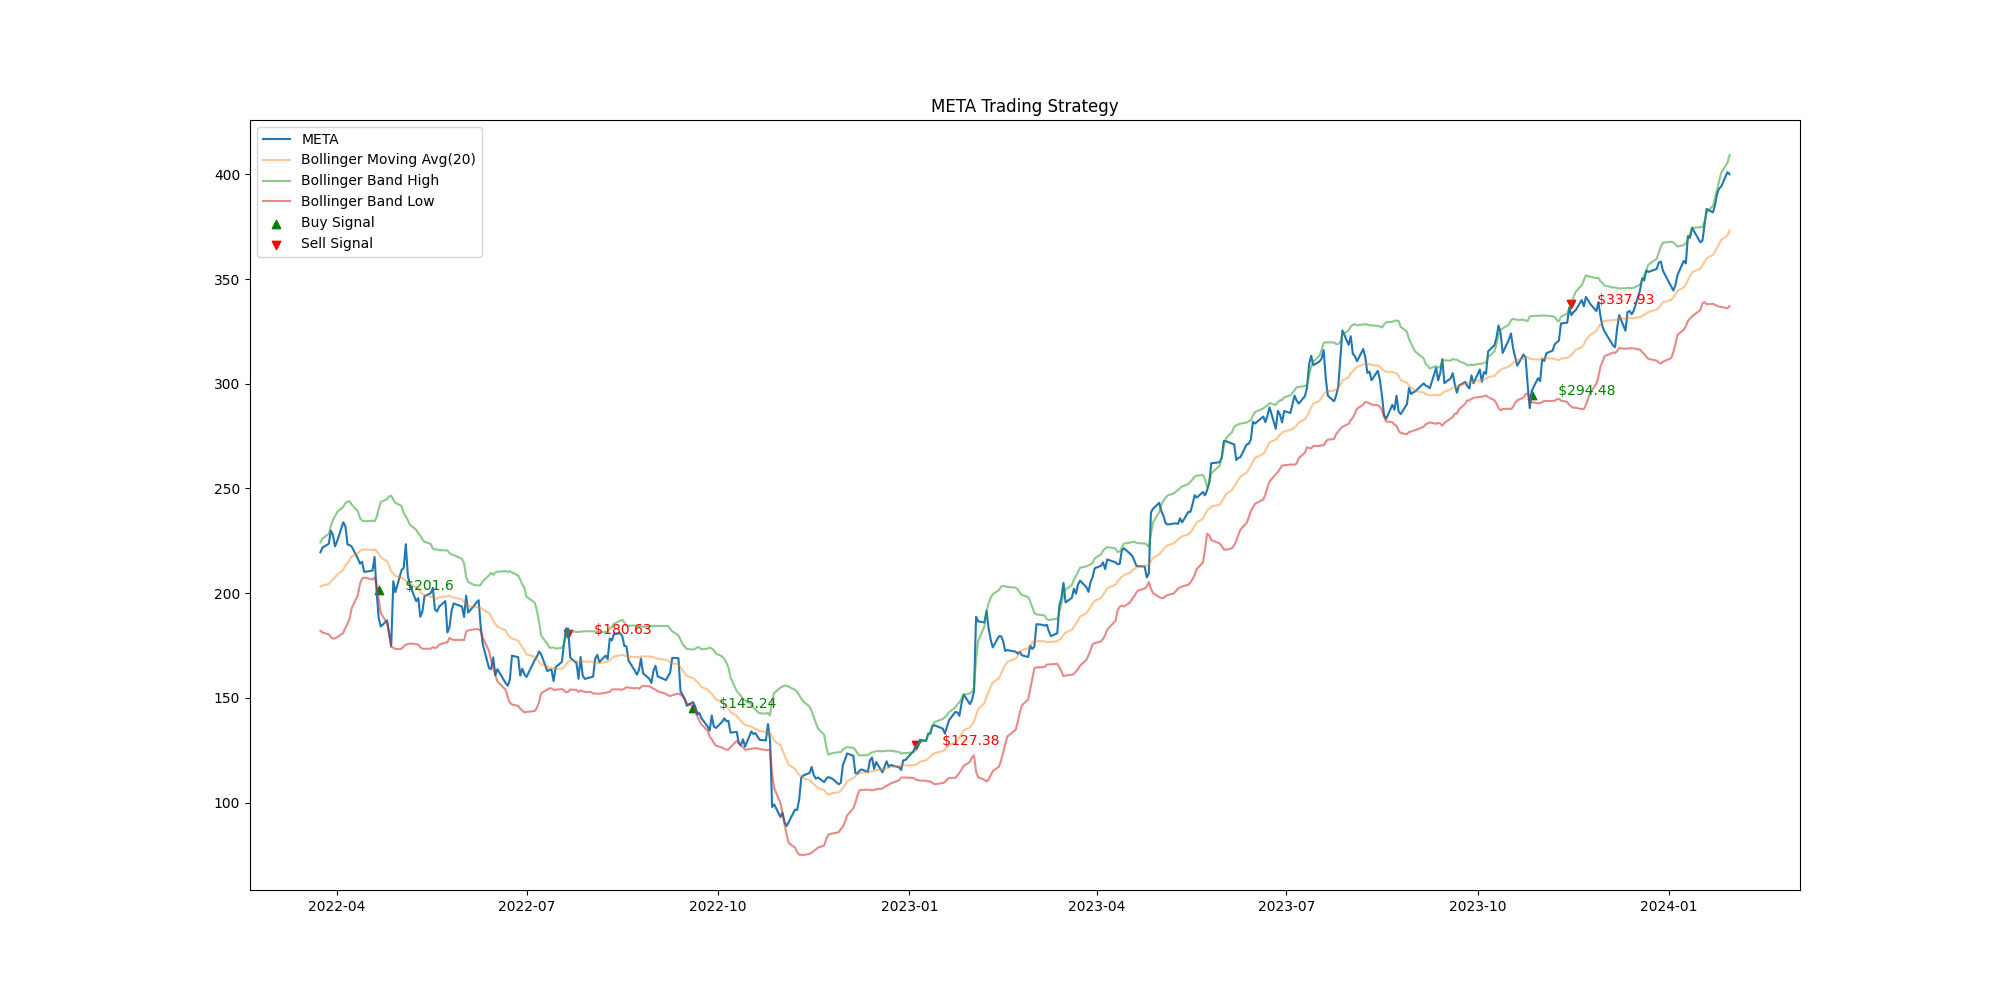 META Trading Strategy
META
Bollinger Moving Avg(20)
Bollinger Band High
Bollinger Band Low
Buy Signal
Sell Signal
400
350
300
250
200
150
100
$201.6
$180.63
$145.24
$127.38
$294.48
$337.93
2022-04 2022-07 2022-10 2023-01 2023-04 2023-07 2023-10 2024-01